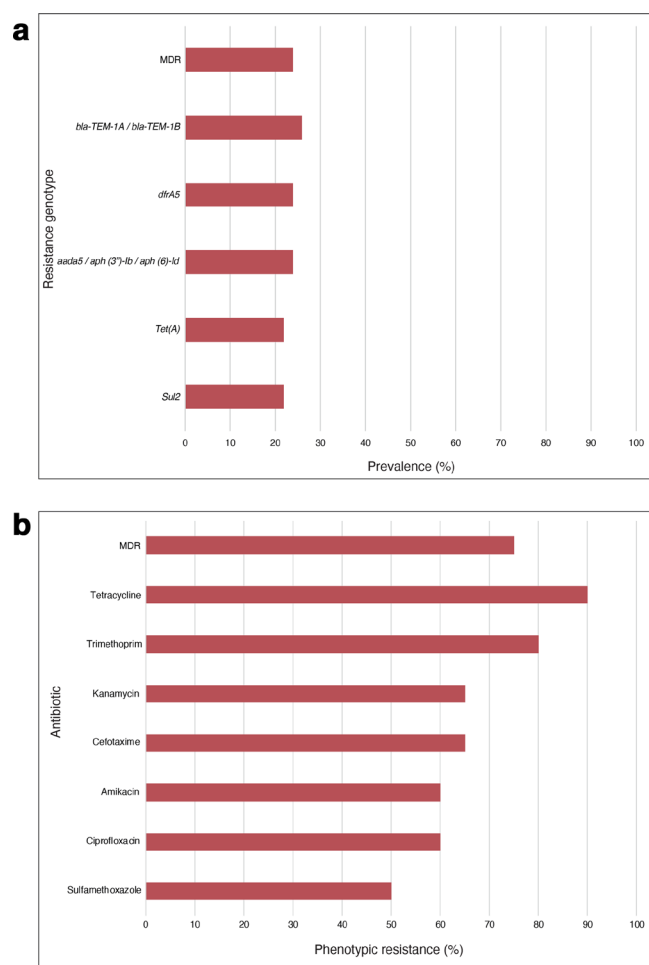 a
MDR
bla-TEM-1A / bla-TEM-1B
dfrA5
aada5 / aph (3")-Ib / aph (6)-Id
Tet(A)
Sul2
Resistance genotype
0 10 20 30 40 50 60 70 80 90 100
Prevalence (%)
b
MDR
Tetracycline
Trimethoprim
Kanamycin
Cefotaxime
Amikacin
Ciprofloxacin
Sulfamethoxazole
Antibiotic
0 10 20 30 40 50 60 70 80 90 100
Phenotypic resistance (%)